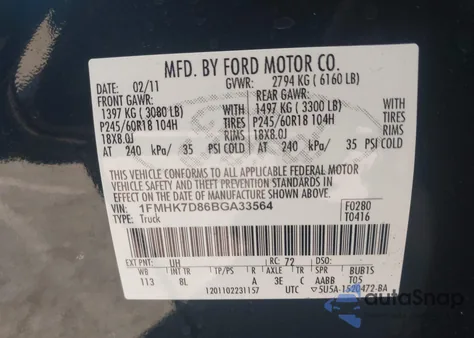 MFD. BY FORD MOTOR CO.
DATE: 02/11 GVWR: 2794 KG ( 6160 LB)
FRONT GAWR: REAR GAWR:
1397 KG ( 3080 LB) WITH 1497 KG ( 3300 LB) WITH
P245/60R18 104H TIRES P245/60R18 104H TIRES
18X8.0J RIMS 18X8.0J RIMS
AT 240 kPa/ 35 PSI COLD AT 240 kPa/ 35 PSI COLD
THIS VEHICLE CONFORMS TO ALL APPLICABLE FEDERAL MOTOR
VEHICLE SAFETY AND THEFT PREVENTION STANDARDS IN EFFECT ON
THE DATE OF MANUFACTURE SHOWN ABOVE.
VIN: 1FMHK7D86BGA33564 F0280
TYPE: Truck T0416
EXT PNT: UH RC: 72
WB INT TR TP/PS R AXLE TR SPR BUB1S
113 8L A 3E C AABB T05
1201102231157 UTC 5U5A-1520472-BA
autoSnap